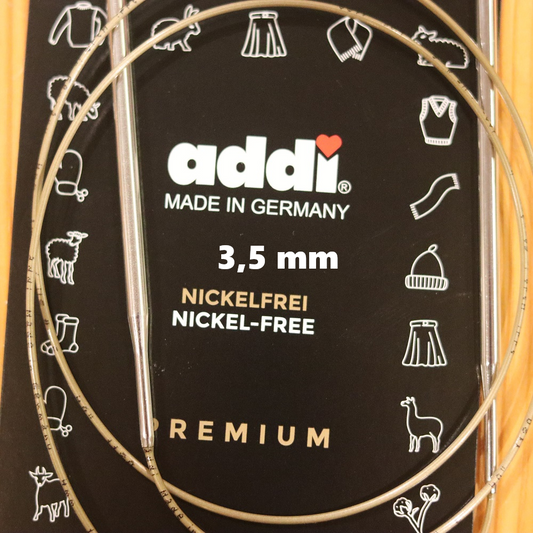 addi®
MADE IN GERMANY
3,5 mm
NICKELFREI
NICKEL-FREE
PREMIUM